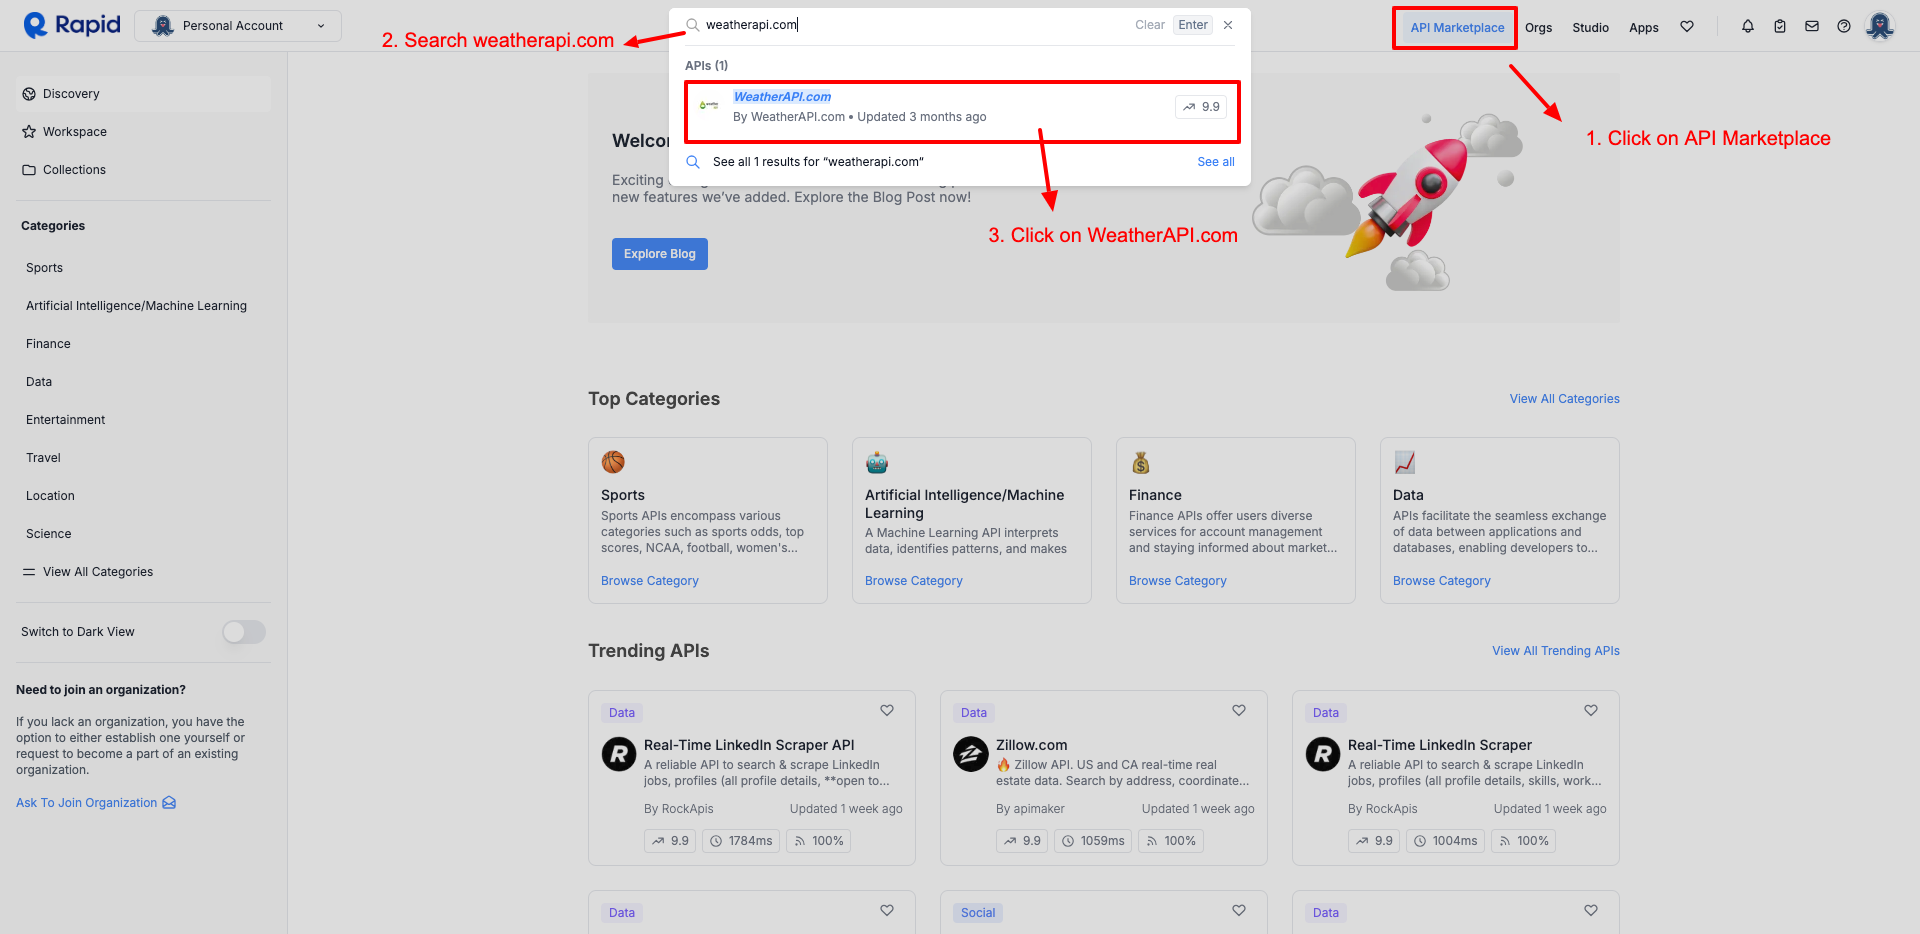 Rapid
Personal Account
weatherapi.com
Clear
Enter
API Marketplace
Orgs
Studio
Apps
2. Search weatherapi.com
APIs (1)
WeatherAPI.com
By WeatherAPI.com • Updated 3 months ago
9.9
See all 1 results for “weatherapi.com”
See all
1. Click on API Marketplace
3. Click on WeatherAPI.com
Discovery
Workspace
Collections
Categories
Sports
Artificial Intelligence/Machine Learning
Finance
Data
Entertainment
Travel
Location
Science
View All Categories
Switch to Dark View
Need to join an organization?
If you lack an organization, you have the
option to either establish one yourself or
request to become a part of an existing
organization.
Ask To Join Organization
Exciting
new features we’ve added. Explore the Blog Post now!
Explore Blog
Top Categories
View All Categories
Sports
Sports APIs encompass various
categories such as sports odds, top
scores, NCAA, football, women's...
Browse Category
Artificial Intelligence/Machine
Learning
A Machine Learning API interprets
data, identifies patterns, and makes
Browse Category
Finance
Finance APIs offer users diverse
services for account management
and staying informed about market...
Browse Category
Data
APIs facilitate the seamless exchange
of data between applications and
databases, enabling developers to...
Browse Category
Trending APIs
View All Trending APIs
Data
Real-Time LinkedIn Scraper API
A reliable API to search & scrape LinkedIn
jobs, profiles (all profile details, **open to...
By RockApis
Updated 1 week ago
9.9
1784ms
100%
Data
Zillow.com
🔥 Zillow API. US and CA real-time real
estate data. Search by address, coordinate...
By apimaker
Updated 1 week ago
9.9
1059ms
100%
Data
Real-Time LinkedIn Scraper
A reliable API to search & scrape LinkedIn
jobs, profiles (all profile details, skills, work...
By RockApis
Updated 1 week ago
9.9
1004ms
100%
Data
Social
Data